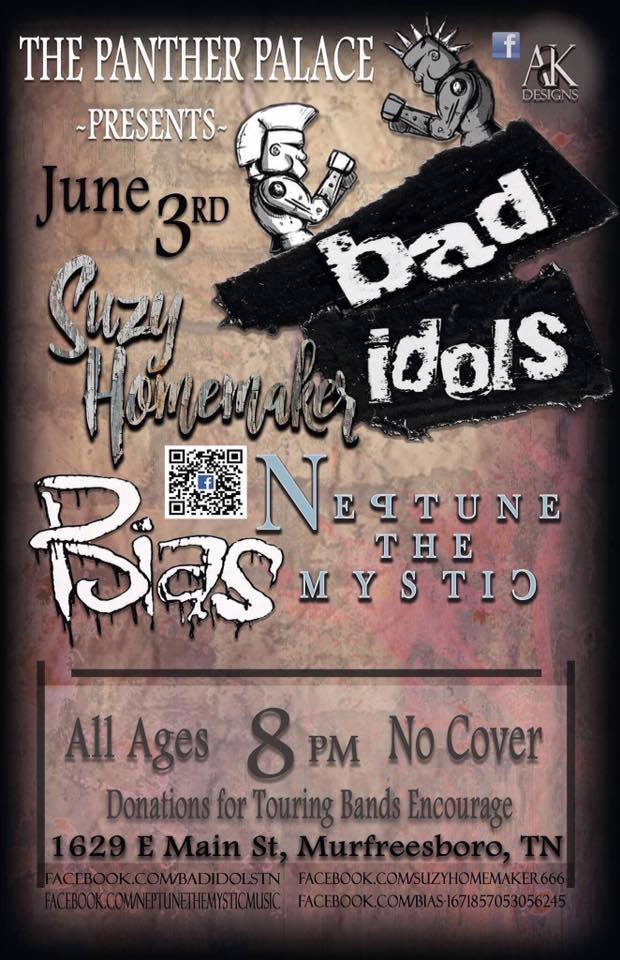 THE PANTHER PALACE
~PRESENTS~
f
AK
DESIGNS
June 3RD
bad
idols
Suzy
Homemaker
f
Bias
NEPTUNE
THE
MYSTIC
All Ages 8 PM No Cover
Donations for Touring Bands Encourage
1629 E Main St, Murfreesboro, TN
FACEBOOK.COM/BADIDOLSTN FACEBOOK.COM/SUZYHOMEMAKER666
FACEBOOK.COM/NEPTUNETHEMYSTICMUSIC FACEBOOK.COM/BIAS-1671857053056245